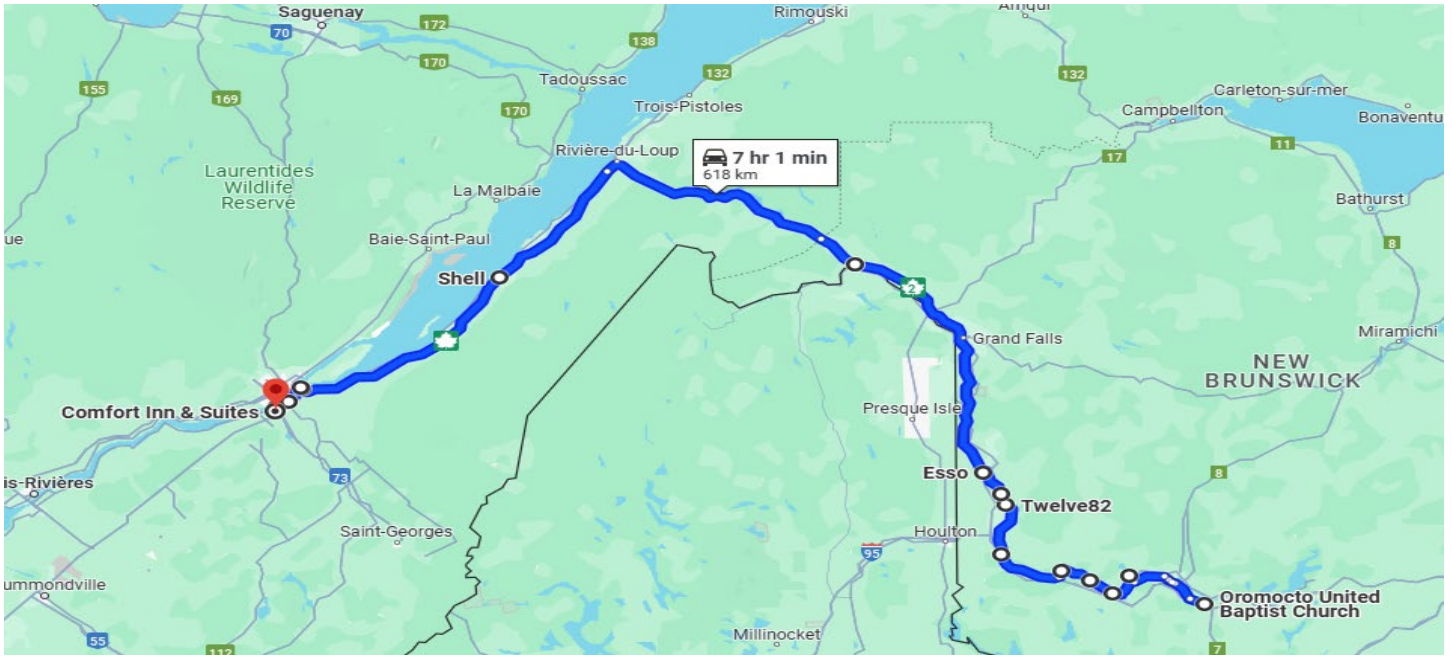 Saguenay
172
Rimouski
70
138
170
132
155
169
Tadoussac
132
Trois-Pistoles
Carleton-sur-mer
170
Campbellton
Bonaventu
Rivière-du-Loup
7 hr 1 min
618 km
11
17
Laurentides
Wildlife
Reserve
La Malbaie
Bathurst
ue
Baie-Saint-Paul
8
Shell
2
Miramichi
Grand Falls
NEW
BRUNSWICK
Comfort Inn & Suites
Presque Isle
is-Rivières
73
Esso
8
Twelve82
Saint-Georges
Houlton
95
ummondville
Oromocto United
Baptist Church
55
Millinocket
112
7